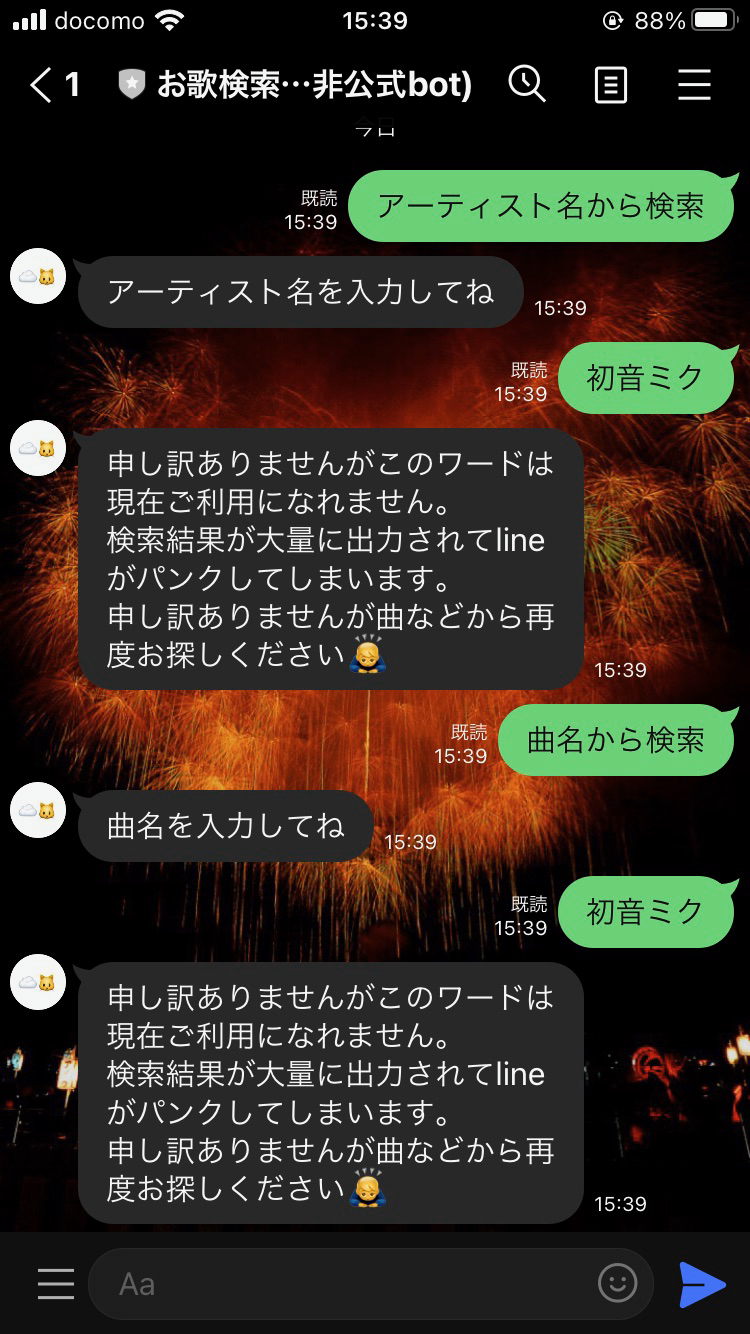 docomo 15:39 88%
1 お歌検索…非公式bot)
今日
既読
15:39
アーティスト名から検索
アーティスト名を入力してね
15:39
既読
15:39
初音ミク
申し訳ありませんがこのワードは
現在ご利用になれません。
検索結果が大量に出力されてline
がパンクしてしまいます。
申し訳ありませんが曲などから再
度お探しください🙇
15:39
既読
15:39
曲名から検索
曲名を入力してね
15:39
既読
15:39
初音ミク
申し訳ありませんがこのワードは
現在ご利用になれません。
検索結果が大量に出力されてline
がパンクしてしまいます。
申し訳ありませんが曲などから再
度お探しください🙇
15:39
Aa